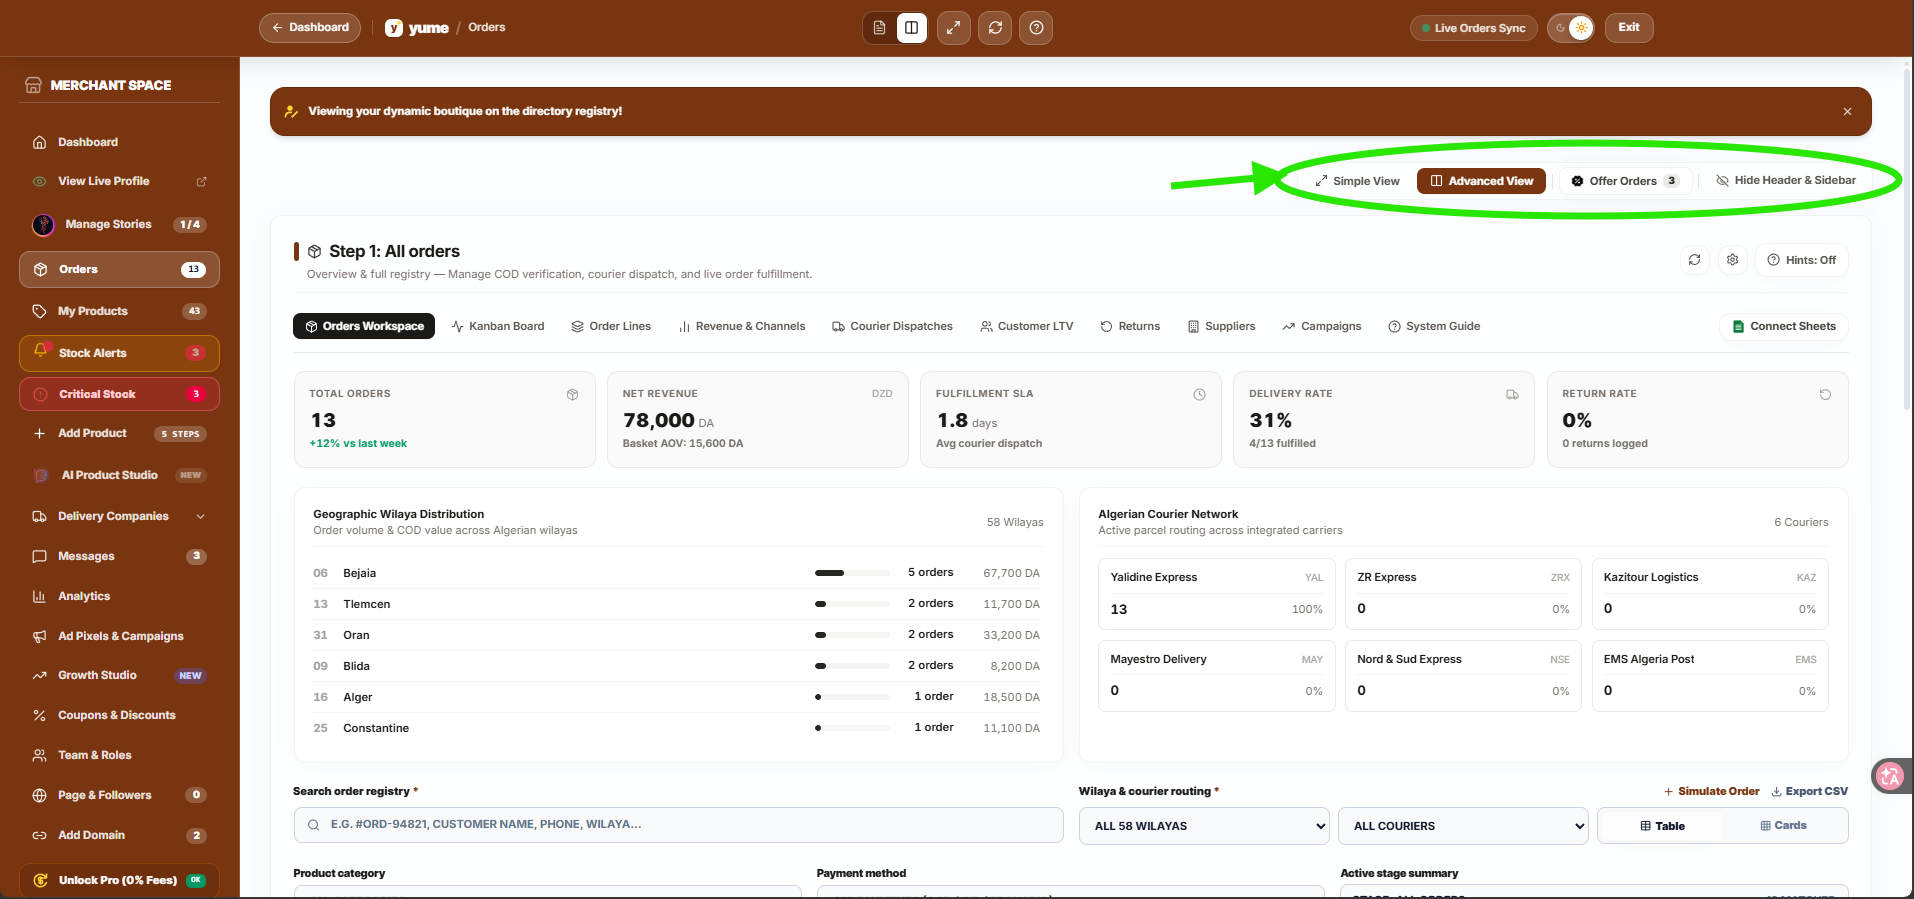 Dashboard
yume / Orders
Live Orders Sync
Exit
MERCHANT SPACE
Dashboard
View Live Profile
Manage Stories 1/4
Orders 13
My Products 43
Stock Alerts 3
Critical Stock 3
Add Product 5 STEPS
AI Product Studio NEW
Delivery Companies
Messages 3
Analytics
Ad Pixels & Campaigns
Growth Studio NEW
Coupons & Discounts
Team & Roles
Page & Followers 0
Add Domain 2
Unlock Pro (0% Fees) OK
Viewing your dynamic boutique on the directory registry!
Simple View Advanced View Offer Orders 3 Hide Header & Sidebar
Step 1: All orders
Overview & full registry — Manage COD verification, courier dispatch, and live order fulfillment.
Hints: Off
Orders Workspace Kanban Board Order Lines Revenue & Channels Courier Dispatches Customer LTV Returns Suppliers Campaigns System Guide Connect Sheets
TOTAL ORDERS
13
+12% vs last week
NET REVENUE DZD
78,000 DA
Basket AOV: 15,600 DA
FULFILLMENT SLA
1.8 days
Avg courier dispatch
DELIVERY RATE
31%
4/13 fulfilled
RETURN RATE
0%
0 returns logged
Geographic Wilaya Distribution
Order volume & COD value across Algerian wilayas
58 Wilayas
06 Bejaia 5 orders 67,700 DA
13 Tlemcen 2 orders 11,700 DA
31 Oran 2 orders 33,200 DA
09 Blida 2 orders 8,200 DA
16 Alger 1 order 18,500 DA
25 Constantine 1 order 11,100 DA
Algerian Courier Network
Active parcel routing across integrated carriers
6 Couriers
Yalidine Express YAL
13 100%
ZR Express ZRX
0 0%
Kazitour Logistics KAZ
0 0%
Mayestro Delivery MAY
0 0%
Nord & Sud Express NSE
0 0%
EMS Algeria Post EMS
0 0%
Search order registry *
E.G. #ORD-94821, CUSTOMER NAME, PHONE, WILAYA...
Wilaya & courier routing *
Simulate Order Export CSV
ALL 58 WILAYAS
ALL COURIERS
Table Cards
Product category
Payment method
Active stage summary